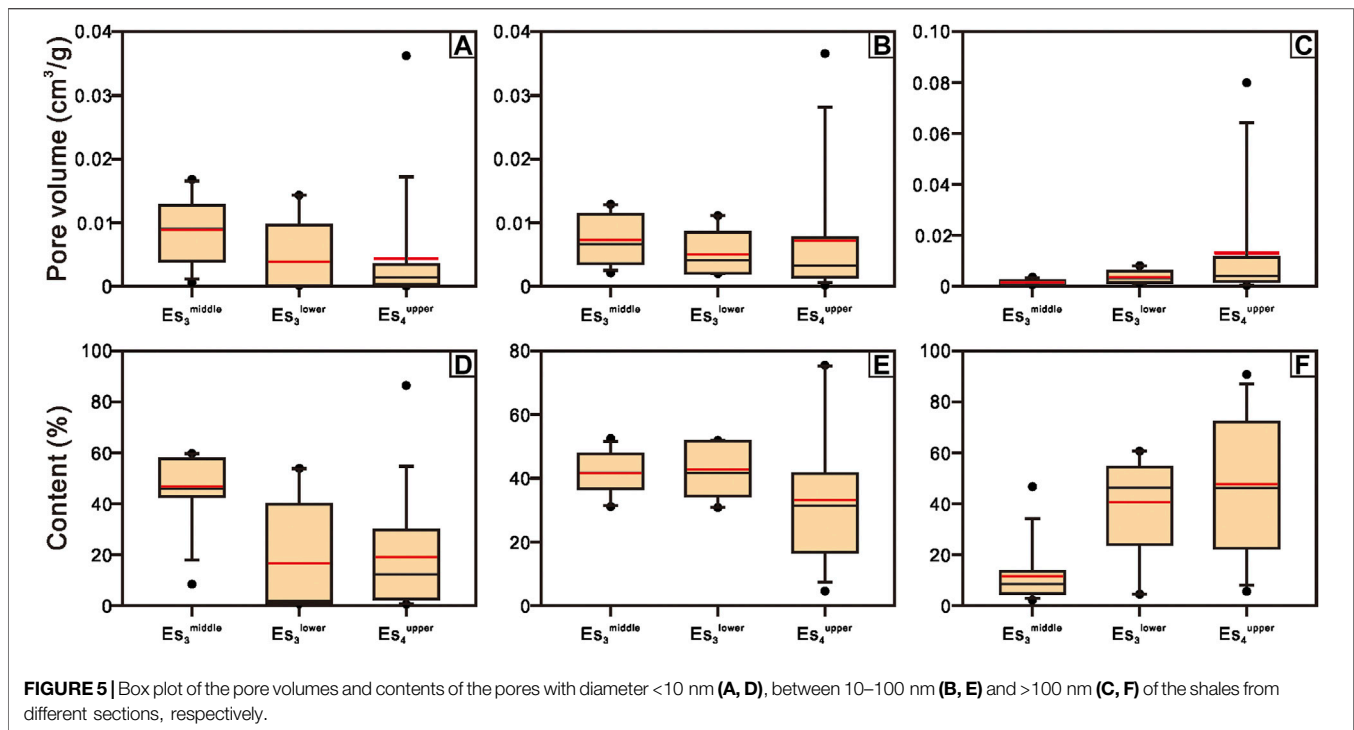 Pore volume (cm³/g)
0.04
0.03
0.02
0.01
0
A
Es₃ᵐⁱᵈᵈˡᵉ Es₃ˡᵒʷᵉʳ Es₄ᵘᵖᵖᵉʳ
0.04
0.03
0.02
0.01
0
B
Es₃ᵐⁱᵈᵈˡᵉ Es₃ˡᵒʷᵉʳ Es₄ᵘᵖᵖᵉʳ
0.10
0.08
0.06
0.04
0.02
0
C
Es₃ᵐⁱᵈᵈˡᵉ Es₃ˡᵒʷᵉʳ Es₄ᵘᵖᵖᵉʳ
Content (%)
100
80
60
40
20
0
D
Es₃ᵐⁱᵈᵈˡᵉ Es₃ˡᵒʷᵉʳ Es₄ᵘᵖᵖᵉʳ
80
60
40
20
0
E
Es₃ᵐⁱᵈᵈˡᵉ Es₃ˡᵒʷᵉʳ Es₄ᵘᵖᵖᵉʳ
100
80
60
40
20
0
F
Es₃ᵐⁱᵈᵈˡᵉ Es₃ˡᵒʷᵉʳ Es₄ᵘᵖᵖᵉʳ
FIGURE 5 | Box plot of the pore volumes and contents of the pores with diameter <10 nm (A, D), between 10–100 nm (B, E) and >100 nm (C, F) of the shales from
different sections, respectively.